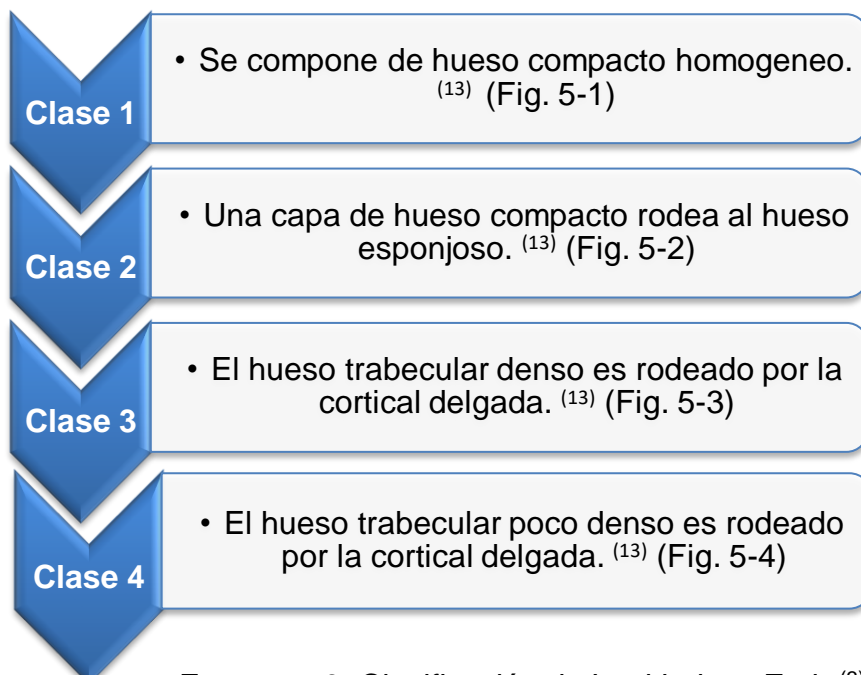 Clase 1
• Se compone de hueso compacto homogeneo.
(13) (Fig. 5-1)
Clase 2
• Una capa de hueso compacto rodea al hueso
esponjoso. (13) (Fig. 5-2)
Clase 3
• El hueso trabecular denso es rodeado por la
cortical delgada. (13) (Fig. 5-3)
Clase 4
• El hueso trabecular poco denso es rodeado
por la cortical delgada. (13) (Fig. 5-4)